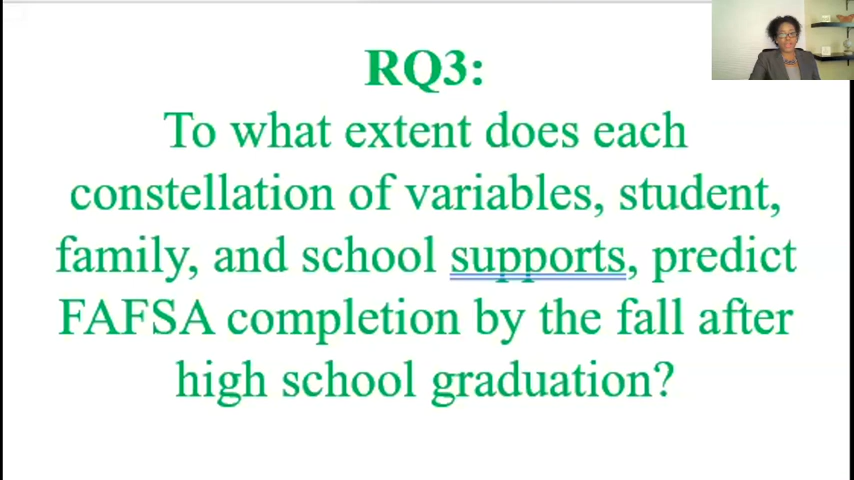 RQ3:
To what extent does each
constellation of variables, student,
family, and school supports, predict
FAFSA completion by the fall after
high school graduation?